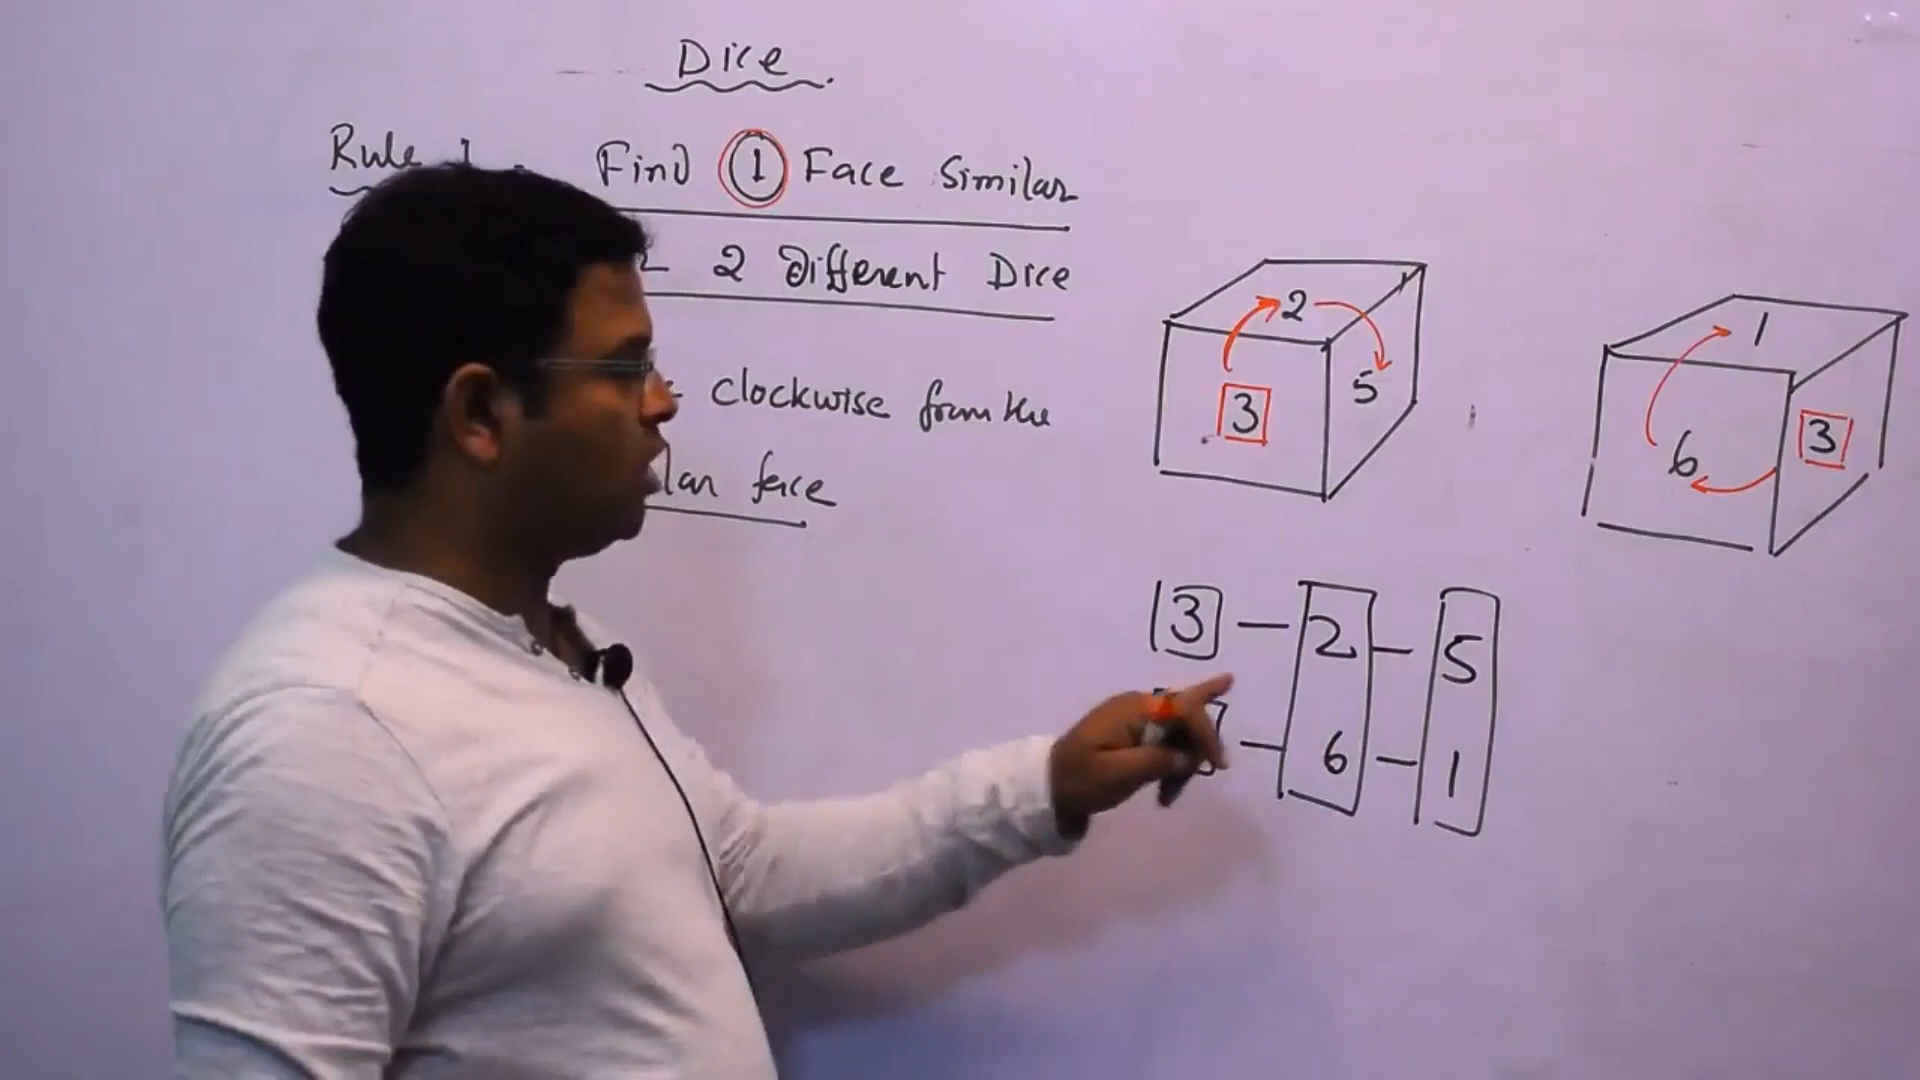 Dice
Rule 1 - Find 1 Face Similar
2 Different Dice
clockwise from the
face
2
3
5
1
6
3
3 - 2 - 5
- 6 - 1